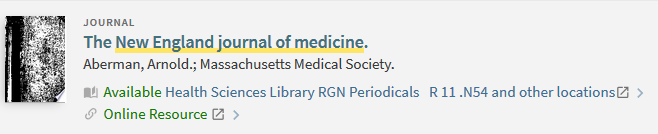 JOURNAL
The New England journal of medicine.
Aberman, Arnold.; Massachusetts Medical Society.
Available Health Sciences Library RGN Periodicals R 11 .N54 and other locations
Online Resource